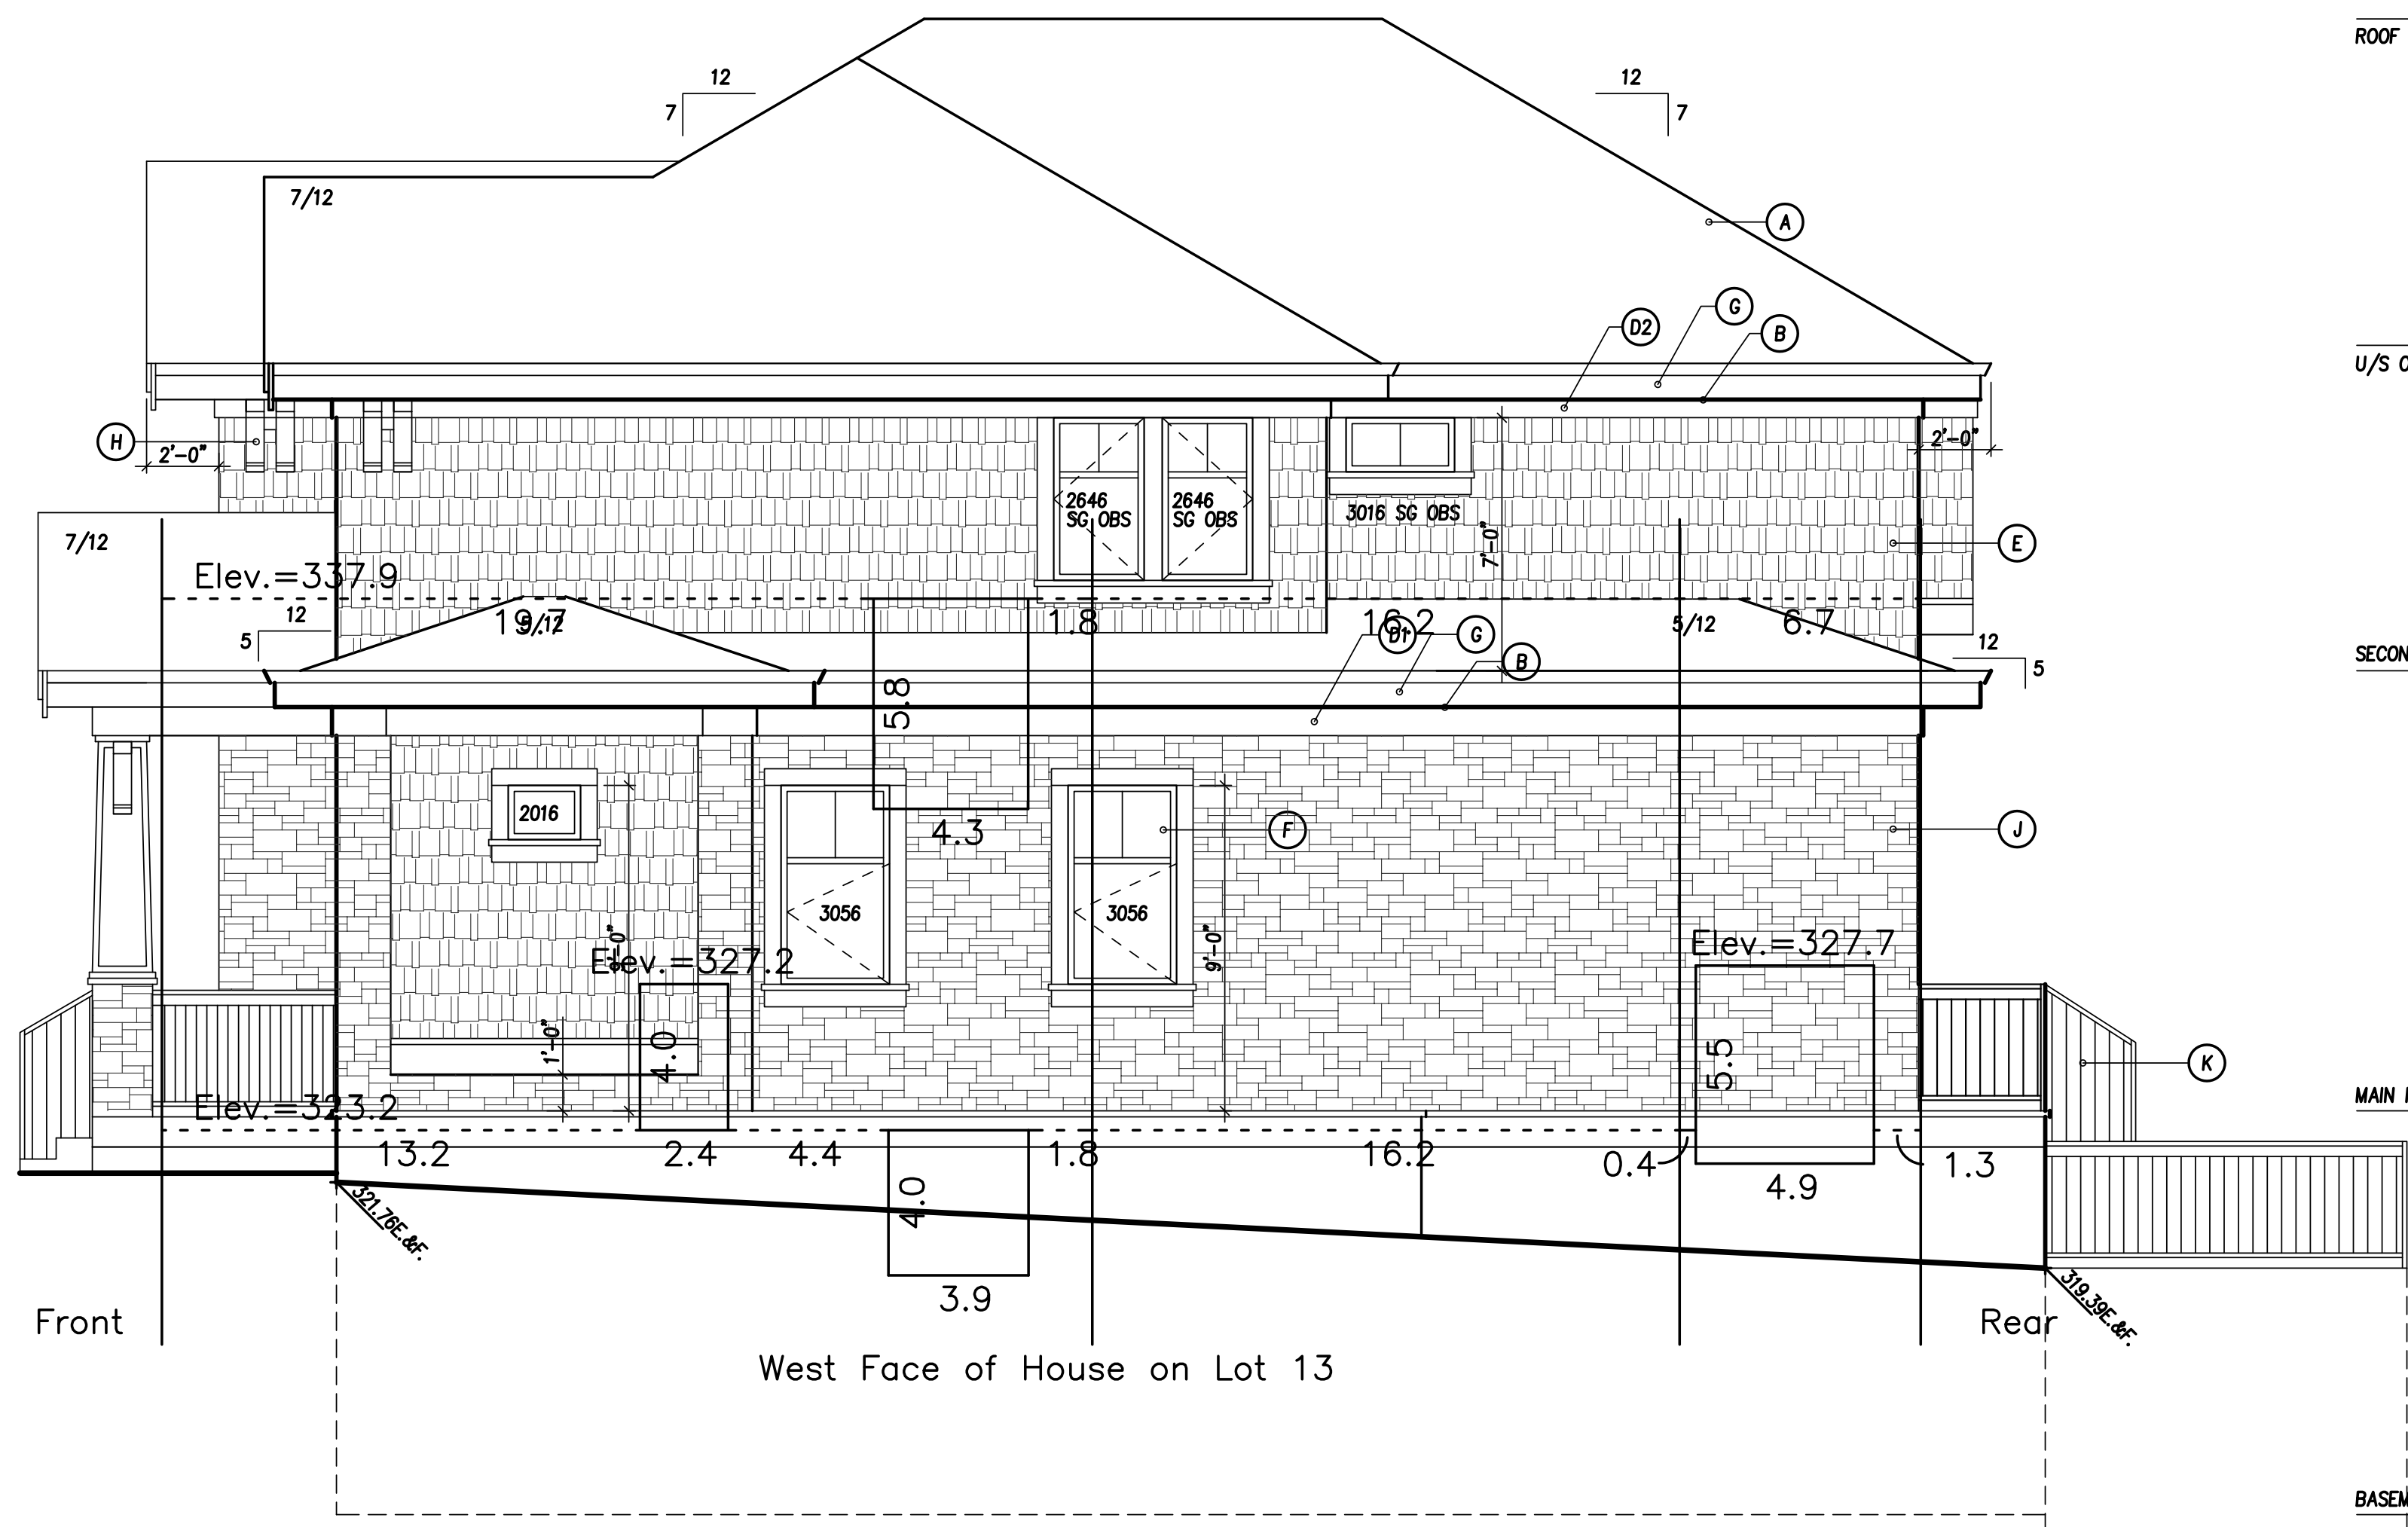 ROOF
12
12
7
7
7/12
A
G
D2
B
U/S
H
2'-0"
2'-0"
2646
SG OBS
2646
SG OBS
3016 SG OBS
7'-0"
E
7/12
Elev.=337.9
12
5
19.7
5/12
1.8
16.2
5/12
6.7
D1
G
B
12
5
SECON
5.8
2016
4.3
F
J
3056
3056
9'-0"
Elev.=327.2
Elev.=327.7
1'-0"
4.0
5.5
K
Elev.=323.2
MAIN
13.2
2.4
4.4
1.8
16.2
0.4
1.3
4.9
4.0
321.76E.&F.
3.9
319.39E.&F.
Front
Rear
West Face of House on Lot 13
BASEM